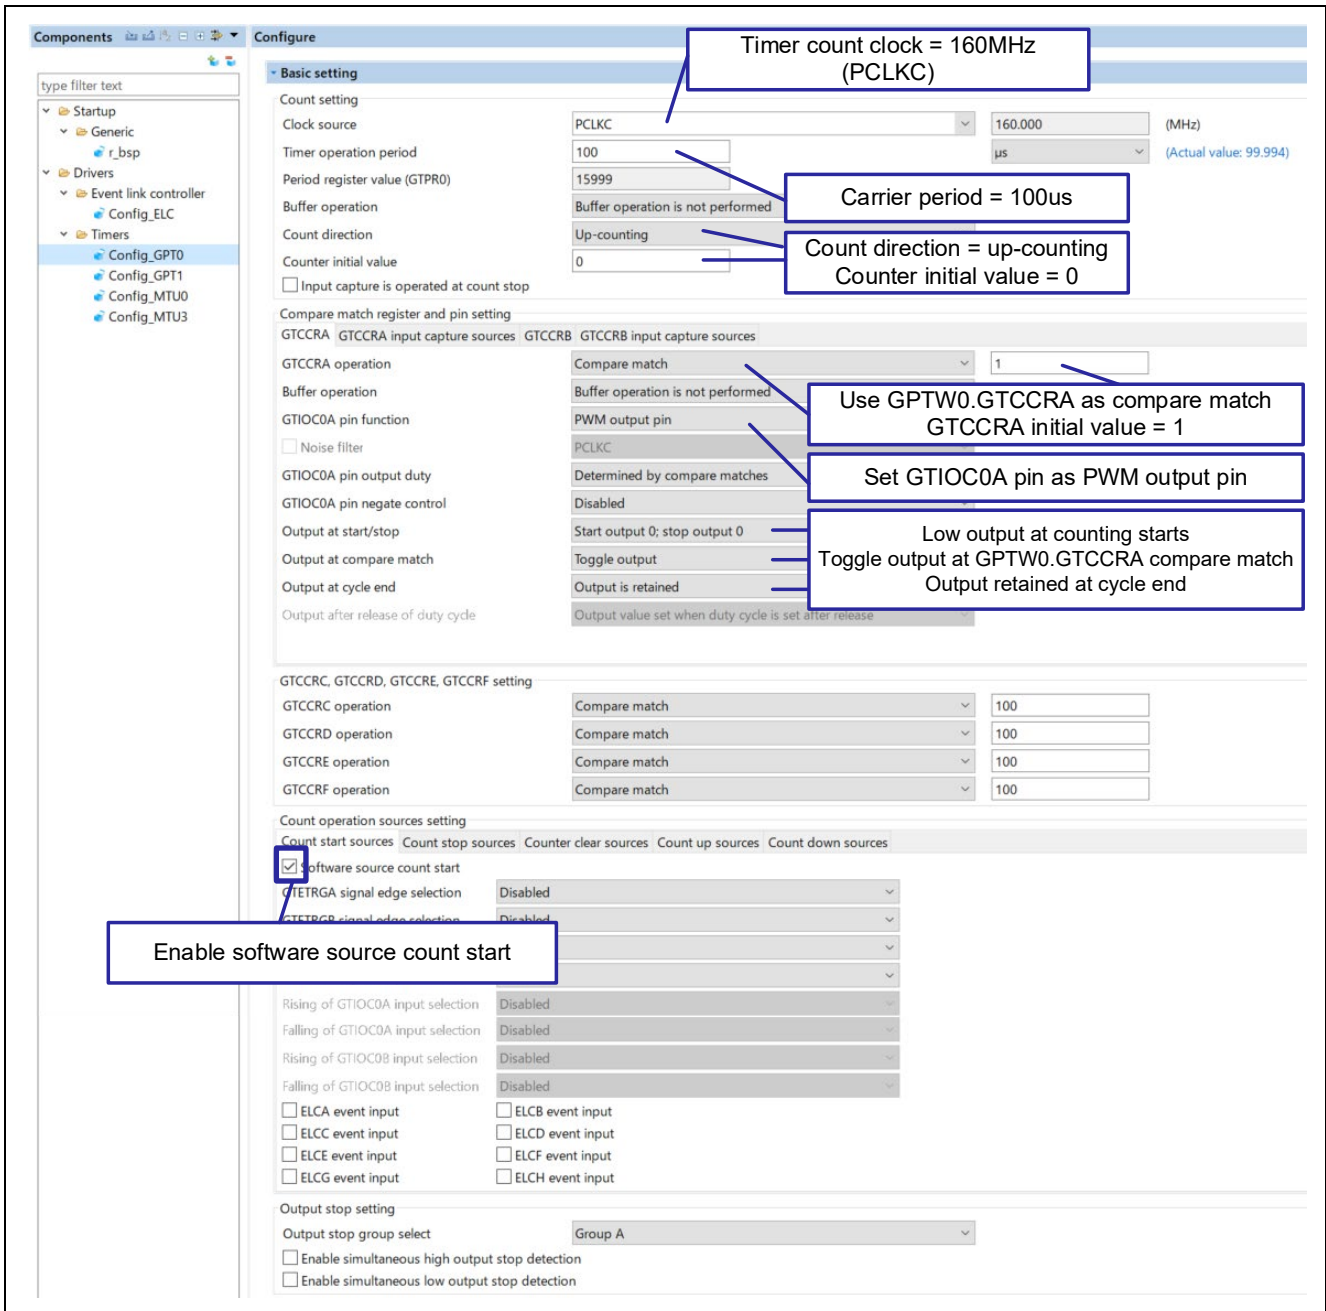 Components
Configure
Timer count clock = 160MHz
(PCLKC)
type filter text
Startup
Generic
r_bsp
Drivers
Event link controller
Config_ELC
Timers
Config_GPT0
Config_GPT1
Config_MTU0
Config_MTU3
Basic setting
Count setting
Clock source PCLKC 160.000 (MHz)
Timer operation period 100 µs (Actual value: 99.994)
Period register value (GTPR0) 15999
Carrier period = 100us
Buffer operation Buffer operation is not performed
Count direction Up-counting
Counter initial value 0
Count direction = up-counting
Counter initial value = 0
Input capture is operated at count stop
Compare match register and pin setting
GTCCRA GTCCRA input capture sources GTCCRB GTCCRB input capture sources
GTCCRA operation Compare match 1
Buffer operation Buffer operation is not performed
Use GPTW0.GTCCRA as compare match
GTCCRA initial value = 1
GTIOC0A pin function PWM output pin
Noise filter PCLKC
GTIOC0A pin output duty Determined by compare matches
Set GTIOC0A pin as PWM output pin
GTIOC0A pin negate control Disabled
Output at start/stop Start output 0; stop output 0
Output at compare match Toggle output
Output at cycle end Output is retained
Low output at counting starts
Toggle output at GPTW0.GTCCRA compare match
Output retained at cycle end
Output after release of duty cycle Output value set when duty cycle is set after release
GTCCRC, GTCCRD, GTCCRE, GTCCRF setting
GTCCRC operation Compare match 100
GTCCRD operation Compare match 100
GTCCRE operation Compare match 100
GTCCRF operation Compare match 100
Count operation sources setting
Count start sources Count stop sources Counter clear sources Count up sources Count down sources
Software source count start
GTETRGA signal edge selection Disabled
GTETRGB signal edge selection Disabled
Enable software source count start
Rising of GTIOC0A input selection Disabled
Falling of GTIOC0A input selection Disabled
Rising of GTIOC0B input selection Disabled
Falling of GTIOC0B input selection Disabled
ELCA event input ELCB event input
ELCC event input ELCD event input
ELCE event input ELCF event input
ELCG event input ELCH event input
Output stop setting
Output stop group select Group A
Enable simultaneous high output stop detection
Enable simultaneous low output stop detection